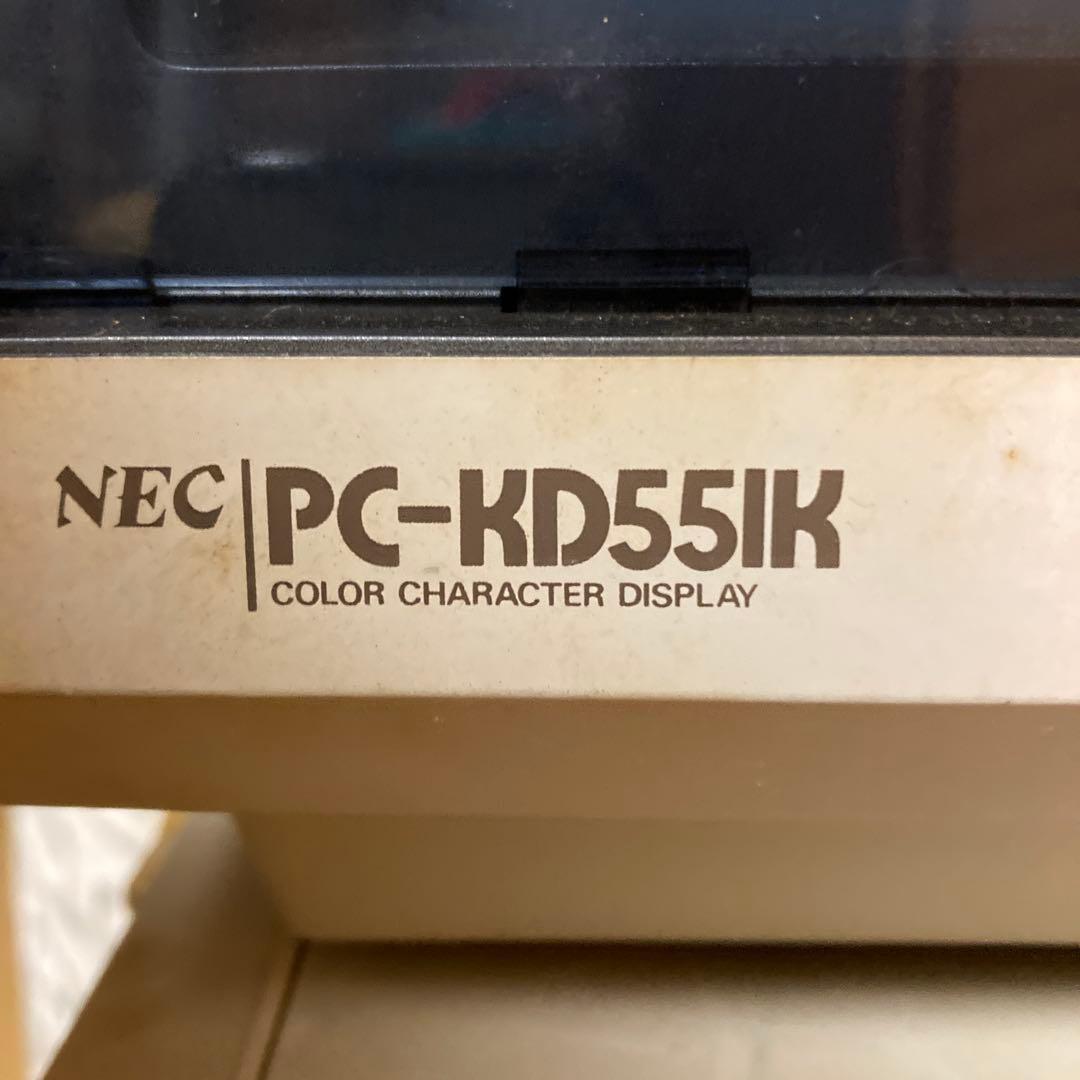 NEC PC-KD551K
COLOR CHARACTER DISPLAY